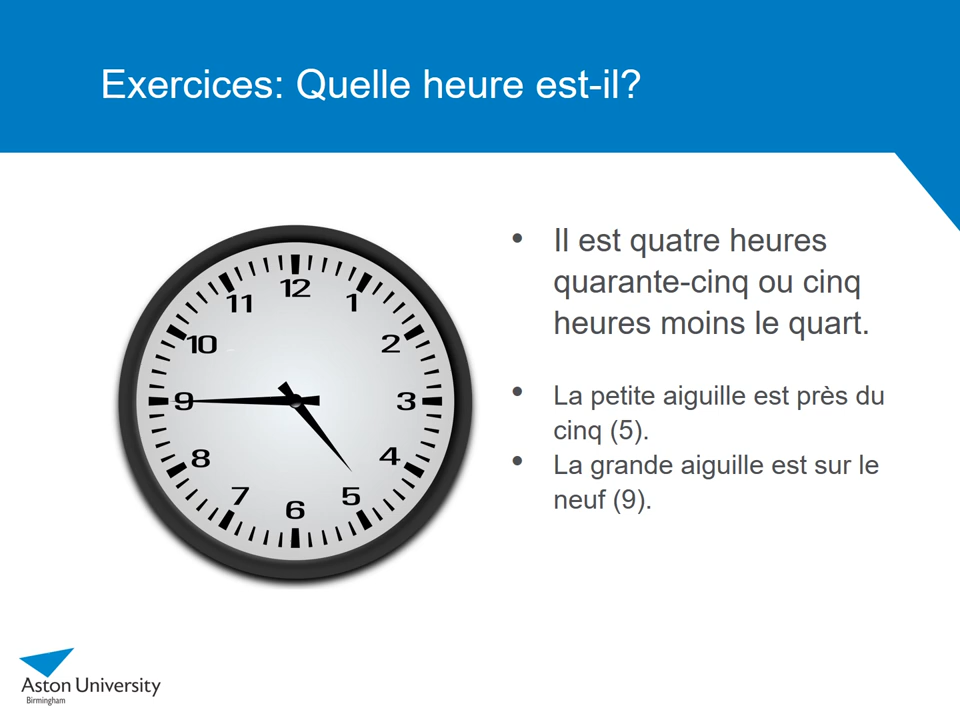 Exercices: Quelle heure est-il?
12
11
1
10
2
9
3
8
4
7
5
6
• Il est quatre heures
quarante-cinq ou cinq
heures moins le quart.
• La petite aiguille est près du
cinq (5).
• La grande aiguille est sur le
neuf (9).
Aston University
Birmingham